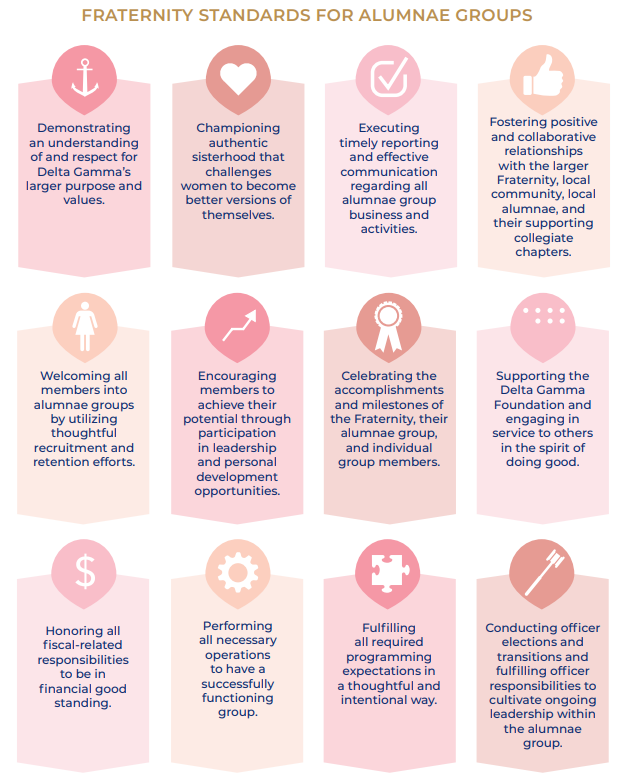 FRATERNITY STANDARDS FOR ALUMNAE GROUPS
Demonstrating
an understanding
of and respect for
Delta Gamma's
larger purpose and
values.
Championing
authentic
sisterhood that
challenges
women to become
better versions of
themselves.
Executing
timely reporting
and effective
communication
regarding all
alumnae group
business and
activities.
Fostering positive
and collaborative
relationships
with the larger
Fraternity, local
community, local
alumnae, and
their supporting
collegiate
chapters.
Welcoming all
members into
alumnae groups
by utilizing
thoughtful
recruitment and
retention efforts.
Encouraging
members to
achieve their
potential through
participation
in leadership
and personal
development
opportunities.
Celebrating the
accomplishments
and milestones of
the Fraternity, their
alumnae group,
and individual
group members.
Supporting the
Delta Gamma
Foundation and
engaging in
service to others
in the spirit of
doing good.
$
Honoring all
fiscal-related
responsibilities
to be in
financial good
standing.
Performing
all necessary
operations
to have a
successfully
functioning
group.
Fulfilling
all required
programming
expectations in
a thoughtful and
intentional way.
Conducting officer
elections and
transitions and
fulfilling officer
responsibilities to
cultivate ongoing
leadership within
the alumnae
group.